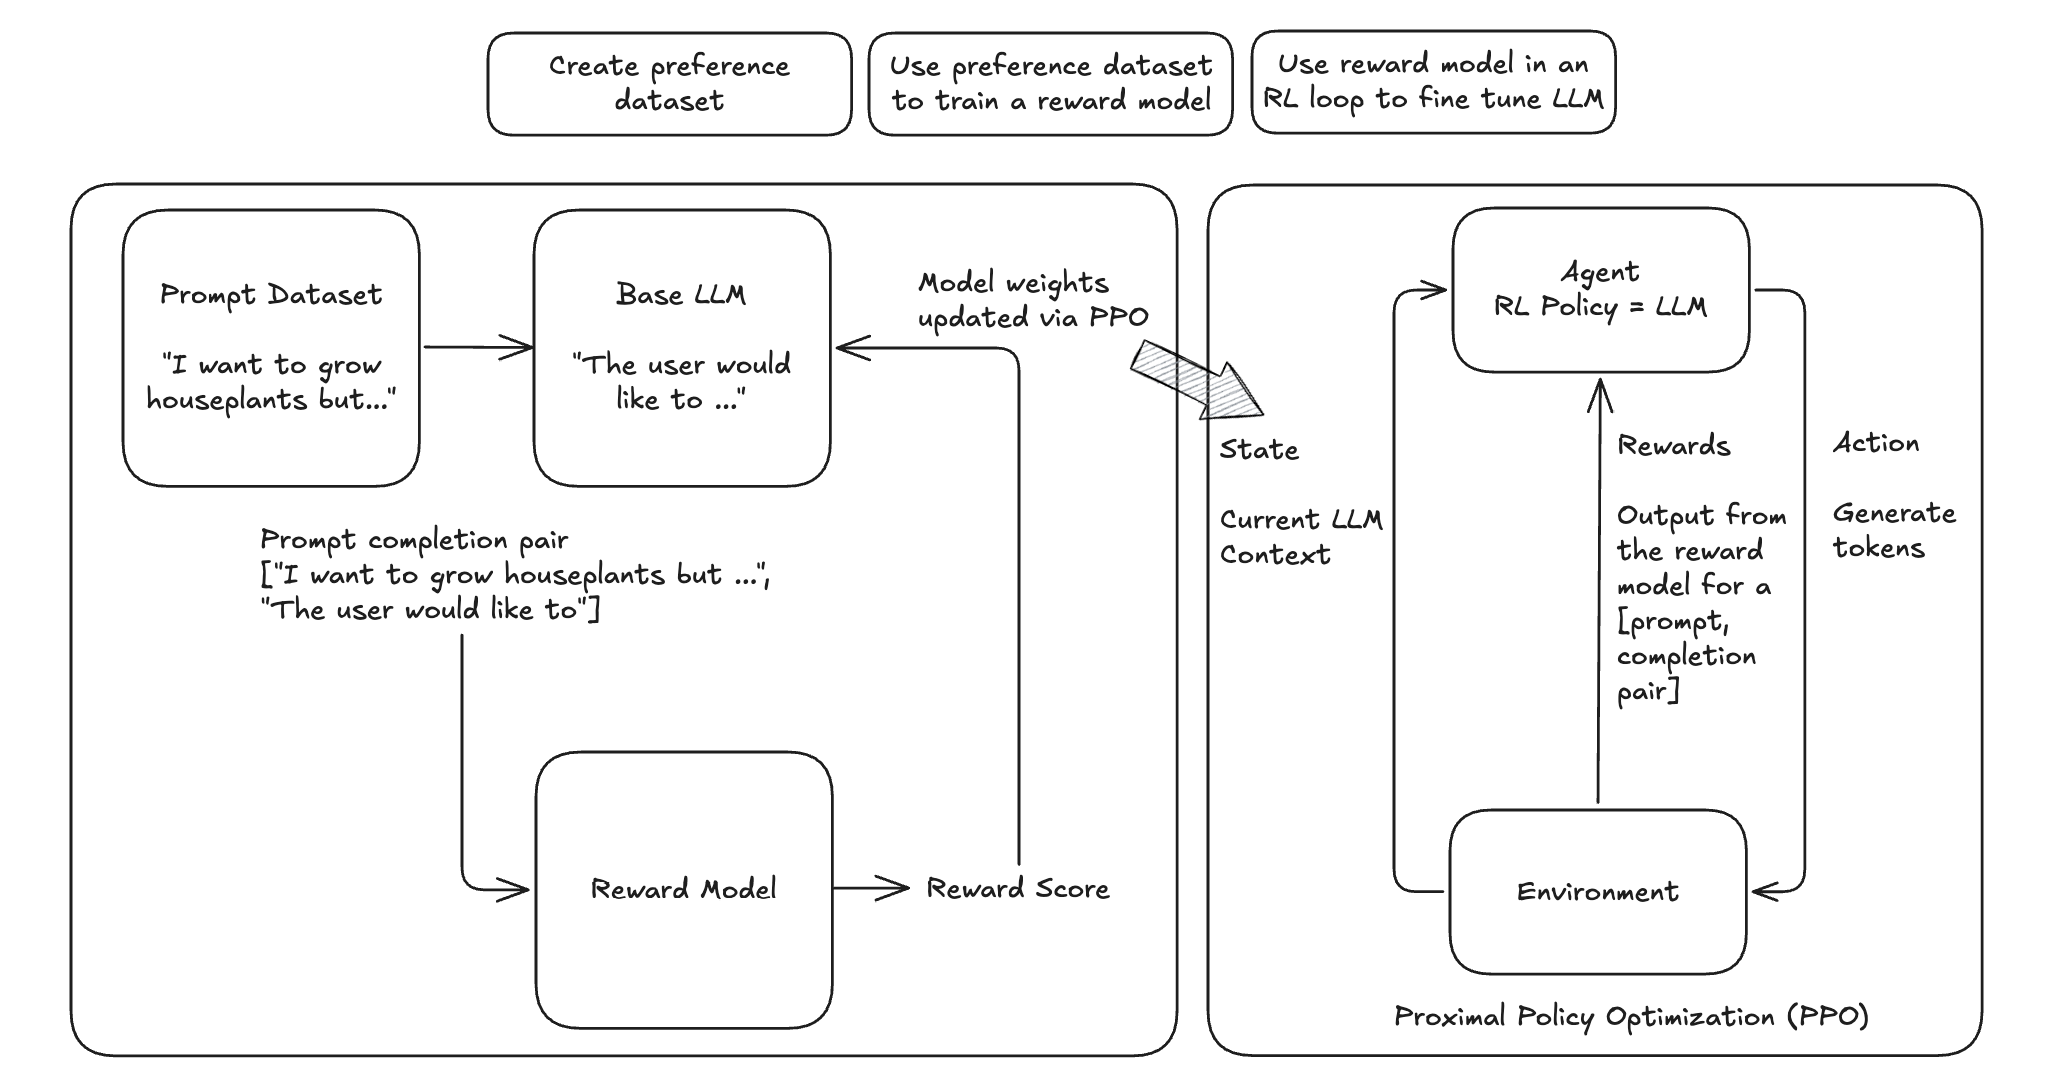 Create preference
dataset
Use preference dataset
to train a reward model
Use reward model in an
RL loop to fine tune LLM
Prompt Dataset
"I want to grow
houseplants but..."
Base LLM
"The user would
like to ..."
Model weights
updated via PPO
Prompt completion pair
["I want to grow houseplants but ...",
"The user would like to"]
Reward Model
Reward Score
Agent
RL Policy = LLM
State
Current LLM
Context
Rewards
Output from
the reward
model for a
[prompt,
completion
pair]
Action
Generate
tokens
Environment
Proximal Policy Optimization (PPO)